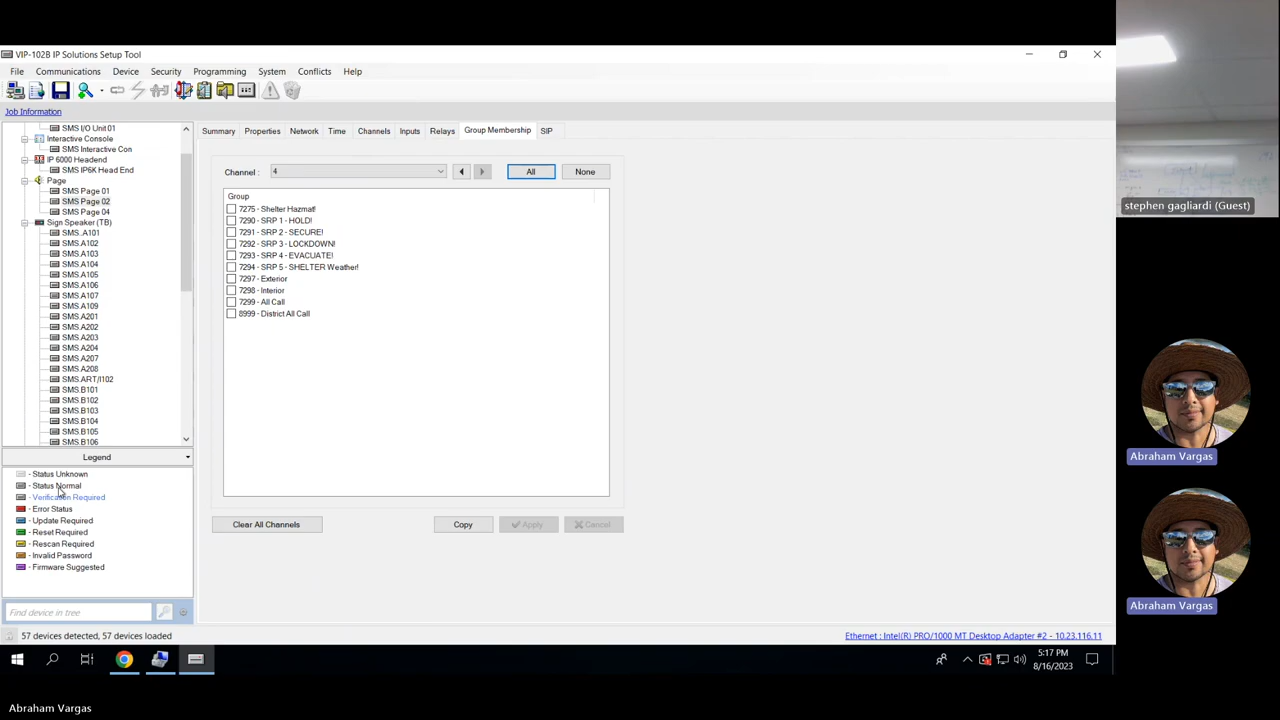 VIP-102B IP Solutions Setup Tool
File Communications Device Security Programming System Conflicts Help
Job Information
SMS I/O Unit 01
Interactive Console
SMS Interactive Con
IP 6000 Headend
SMS IP6K Head End
Page
SMS Page 01
SMS Page 02
SMS Page 04
Sign Speaker (TB)
SMS..A101
SMS.A102
SMS.A103
SMS.A104
SMS.A105
SMS.A106
SMS.A107
SMS.A109
SMS.A201
SMS.A202
SMS.A203
SMS.A204
SMS.A207
SMS.A208
SMS.ART/I102
SMS.B101
SMS.B102
SMS.B103
SMS.B104
SMS.B105
SMS.B106
Legend
- Status Unknown
- Status Normal
- Verification Required
- Error Status
- Update Required
- Reset Required
- Rescan Required
- Invalid Password
- Firmware Suggested
Find device in tree
57 devices detected, 57 devices loaded
Summary Properties Network Time Channels Inputs Relays Group Membership SIP
Channel : 4 All None
Group
7275 - Shelter Hazmat!
7290 - SRP 1 - HOLD!
7291 - SRP 2 - SECURE!
7292 - SRP 3 - LOCKDOWN!
7293 - SRP 4 - EVACUATE!
7294 - SRP 5 - SHELTER Weather!
7297 - Exterior
7298 - Interior
7299 - All Call
8999 - District All Call
Clear All Channels Copy Apply Cancel
Ethernet : Intel(R) PRO/1000 MT Desktop Adapter #2 - 10.23.116.11
5:17 PM
8/16/2023
stephen gagliardi (Guest)
Abraham Vargas
Abraham Vargas
Abraham Vargas